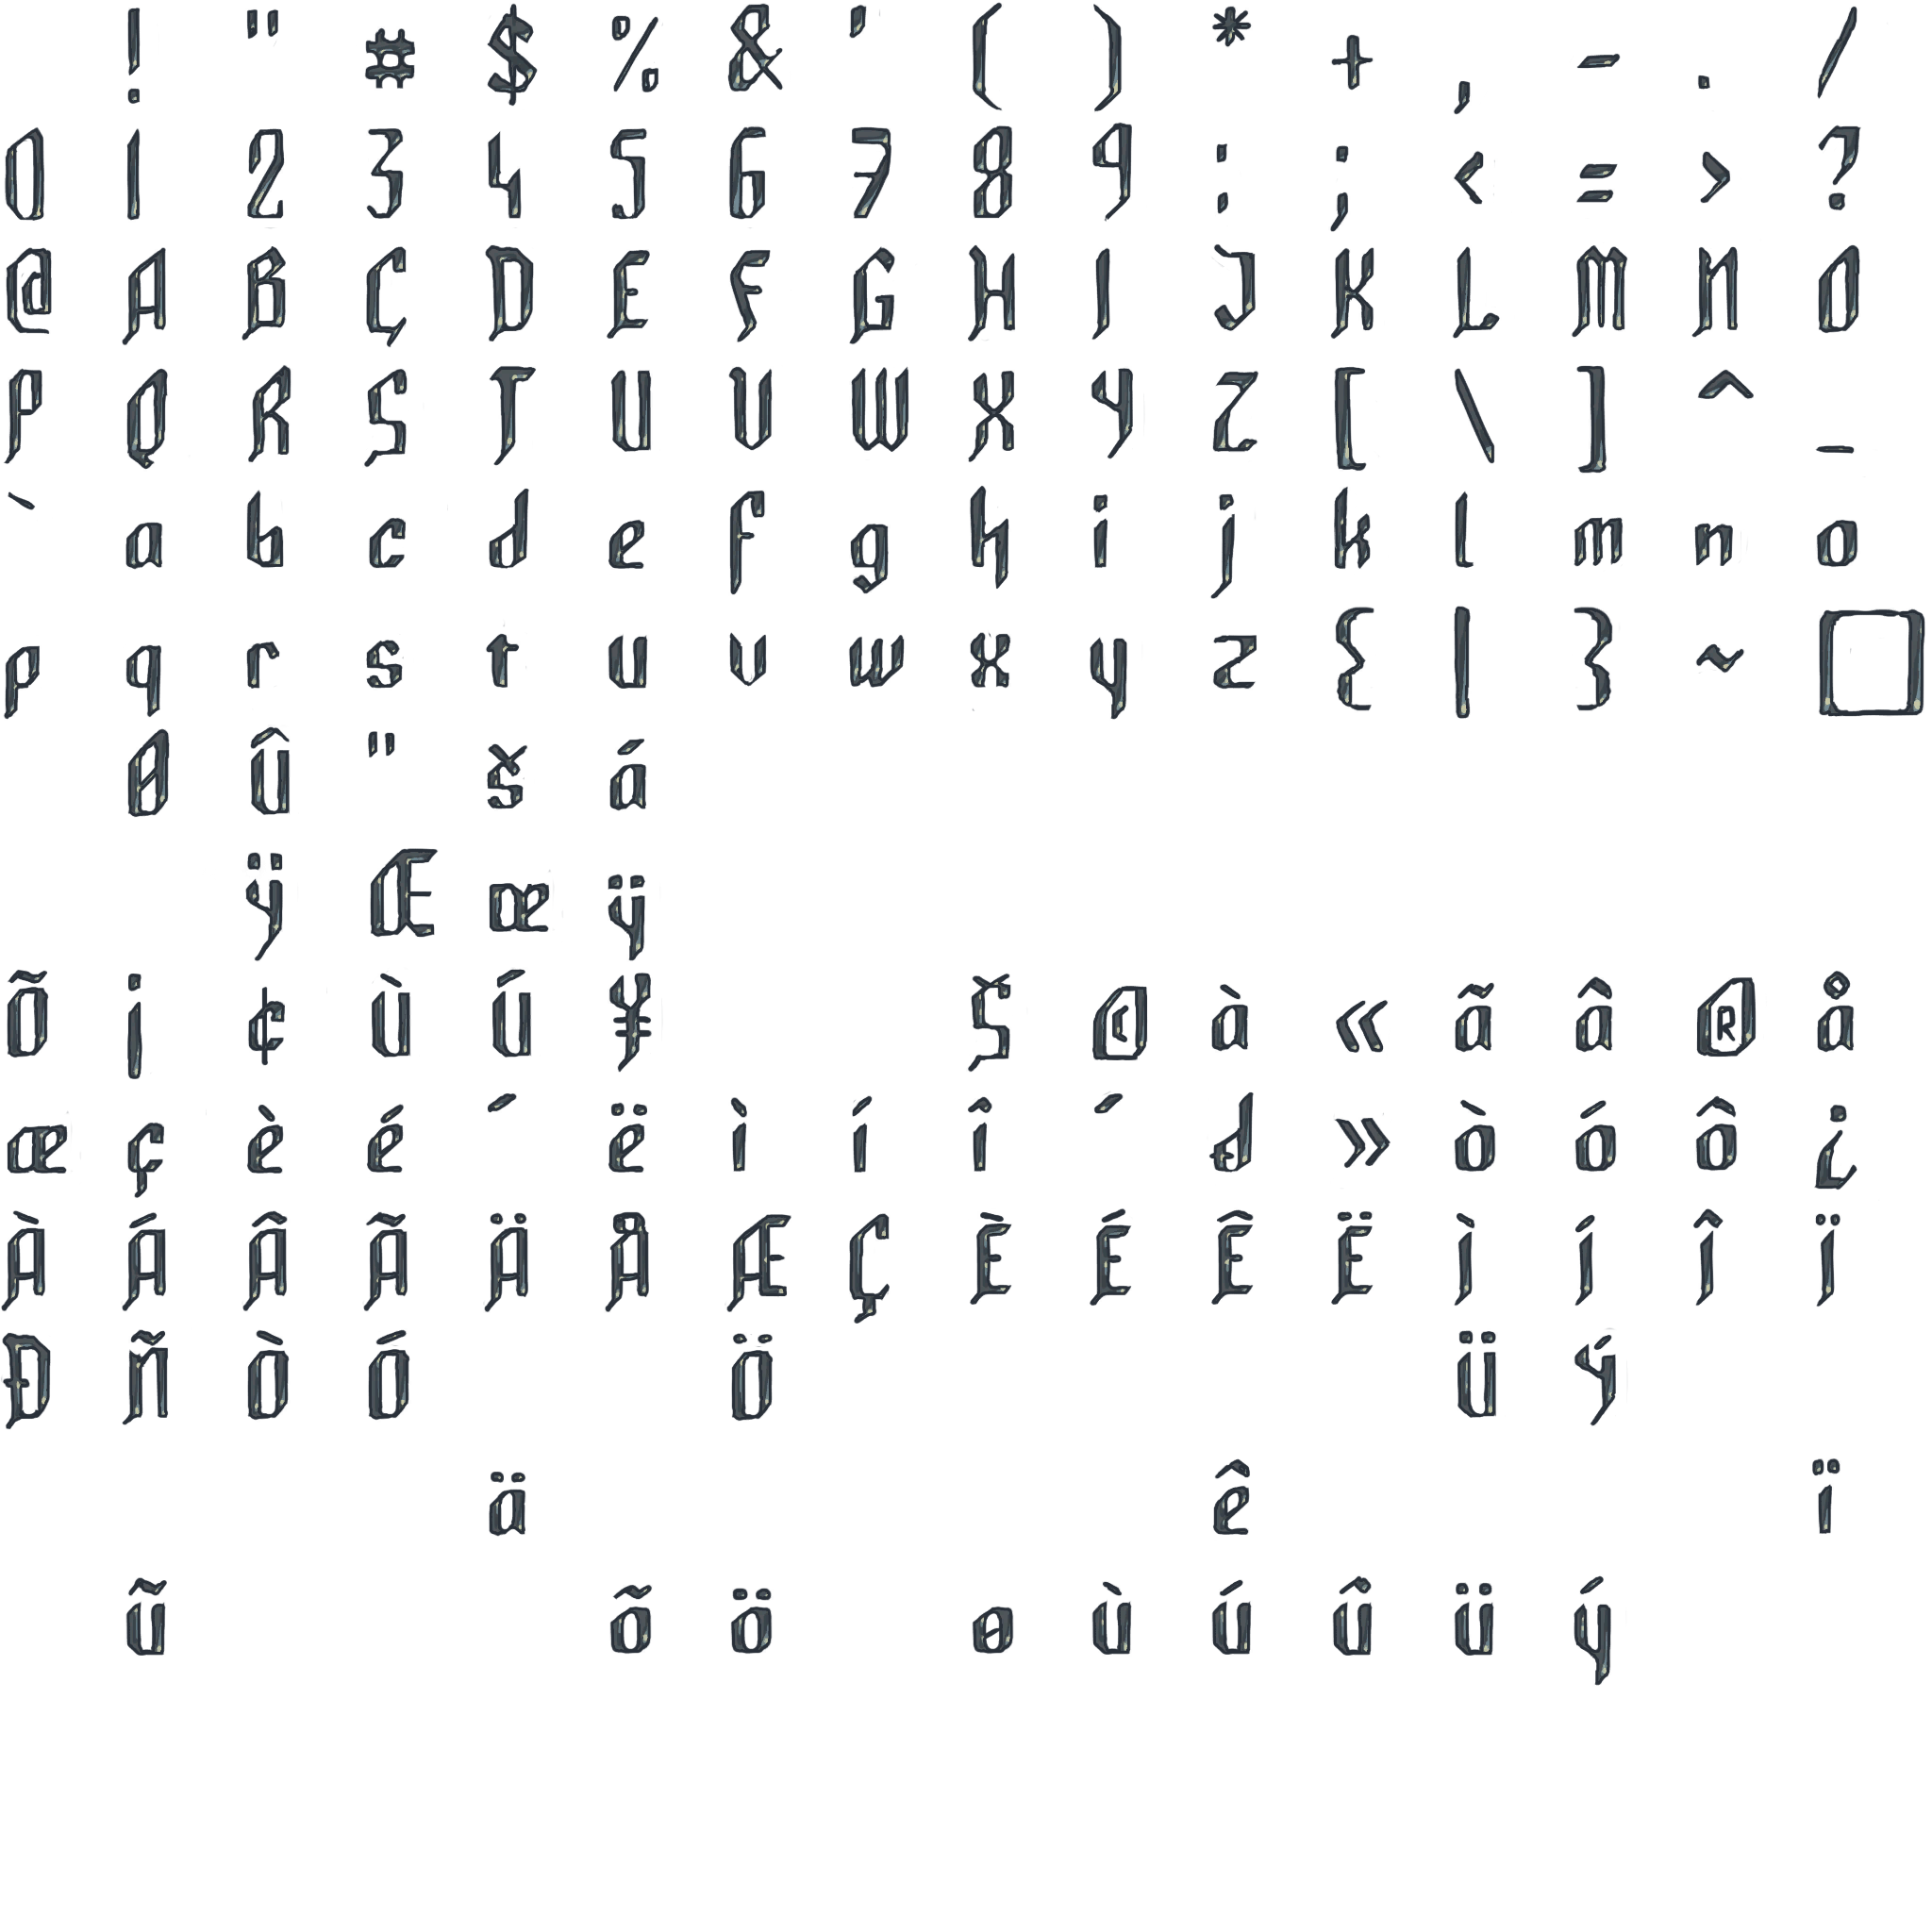 ! " # $ % & ' ( ) * + , - . /
0 1 2 3 4 5 6 7 8 9 : ; < = > ?
@ A B C D E F G H I J K L M N O
P Q R S T U V W X Y Z [ \ ] ^ _
` a b c d e f g h i j k l m n o
p q r s t u v w x y z { | } ~ □
Ø Û " š á
ÿ Œ œ ÿ
Õ ¡ ¢ Ù Ú ¥ Š © à « ã â ® å
æ ç è é ´ ë ì í î ´ đ » ò ó ô ¿
À Á Â Ã Ä Å Æ Ç È É Ê Ë Ì Í Î Ï
Đ Ñ Ò Ó Ö Ü Ý
ä ê ï
ũ õ ö ø ù ú û ü ý